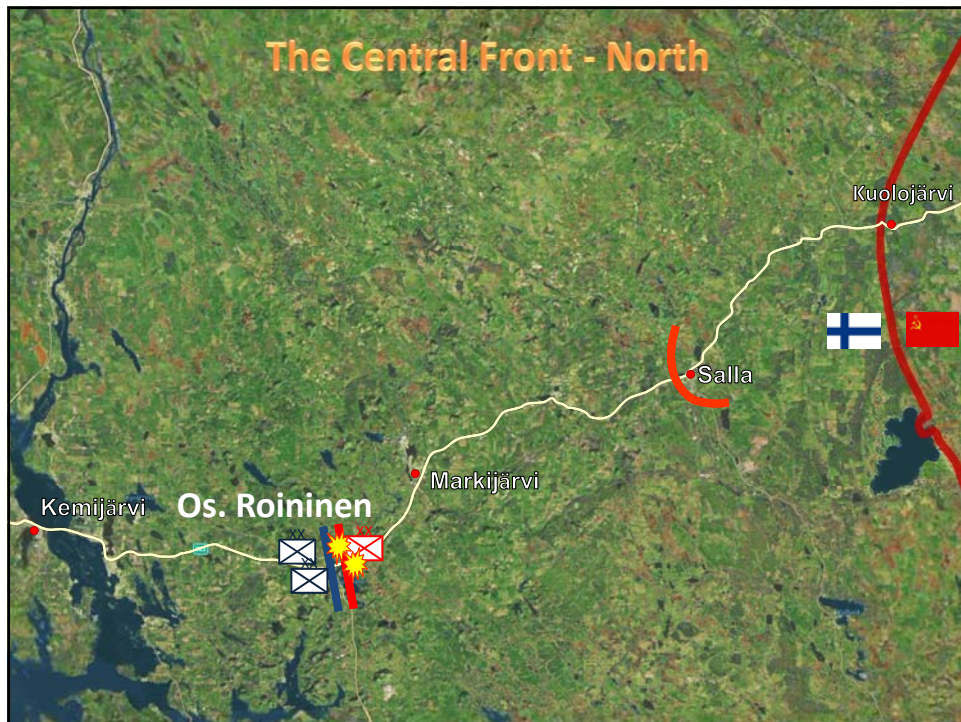 The Central Front - North
Kuolojärvi
Salla
Markijärvi
Os. Roininen
Kemijärvi
XX
XX
XX